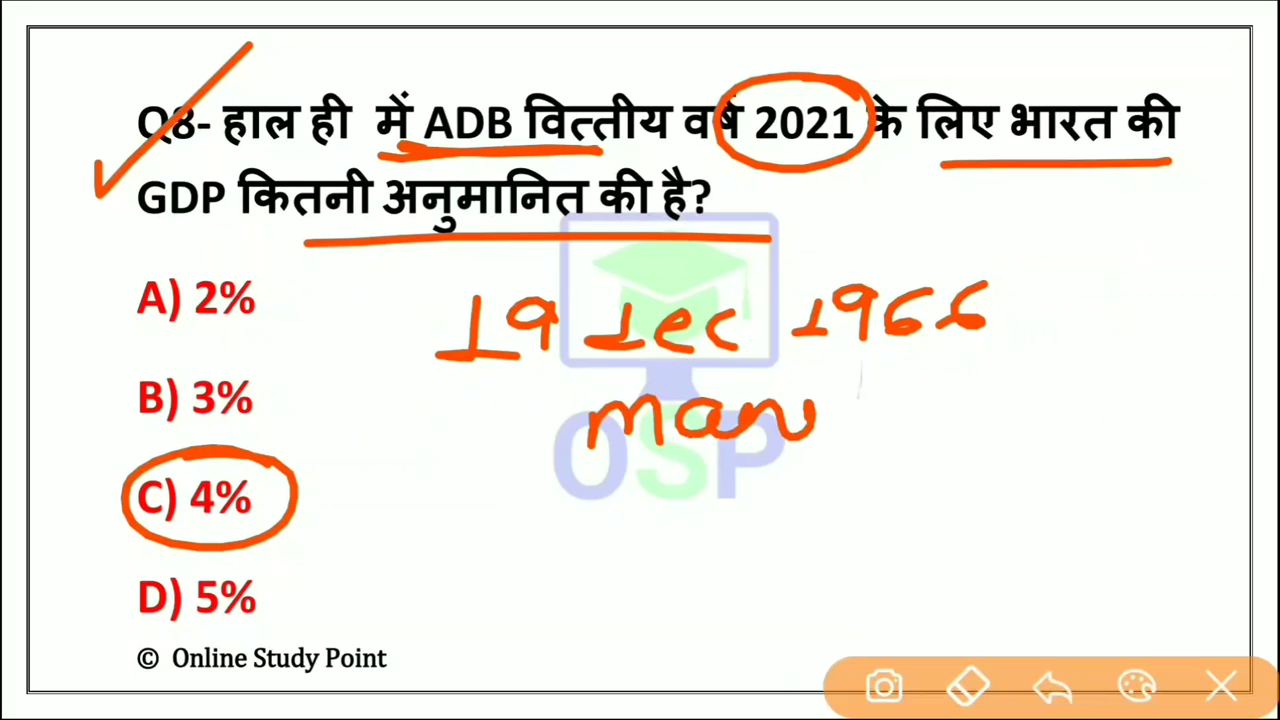 Q8- हाल ही में ADB वित्तीय वर्ष 2021 के लिए भारत की
GDP कितनी अनुमानित की है?
A) 2%
19 Dec 1966
B) 3%
OSP
C) 4%
D) 5%
© Online Study Point